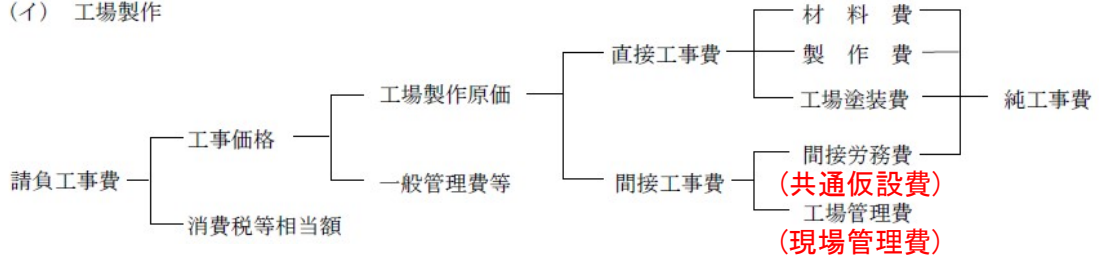 (イ) 工場製作
材料費
直接工事費
製作費
工場製作原価
工場塗装費
純工事費
工事価格
間接労務費
請負工事費
一般管理費等
間接工事費
(共通仮設費)
消費税等相当額
工場管理費
(現場管理費)